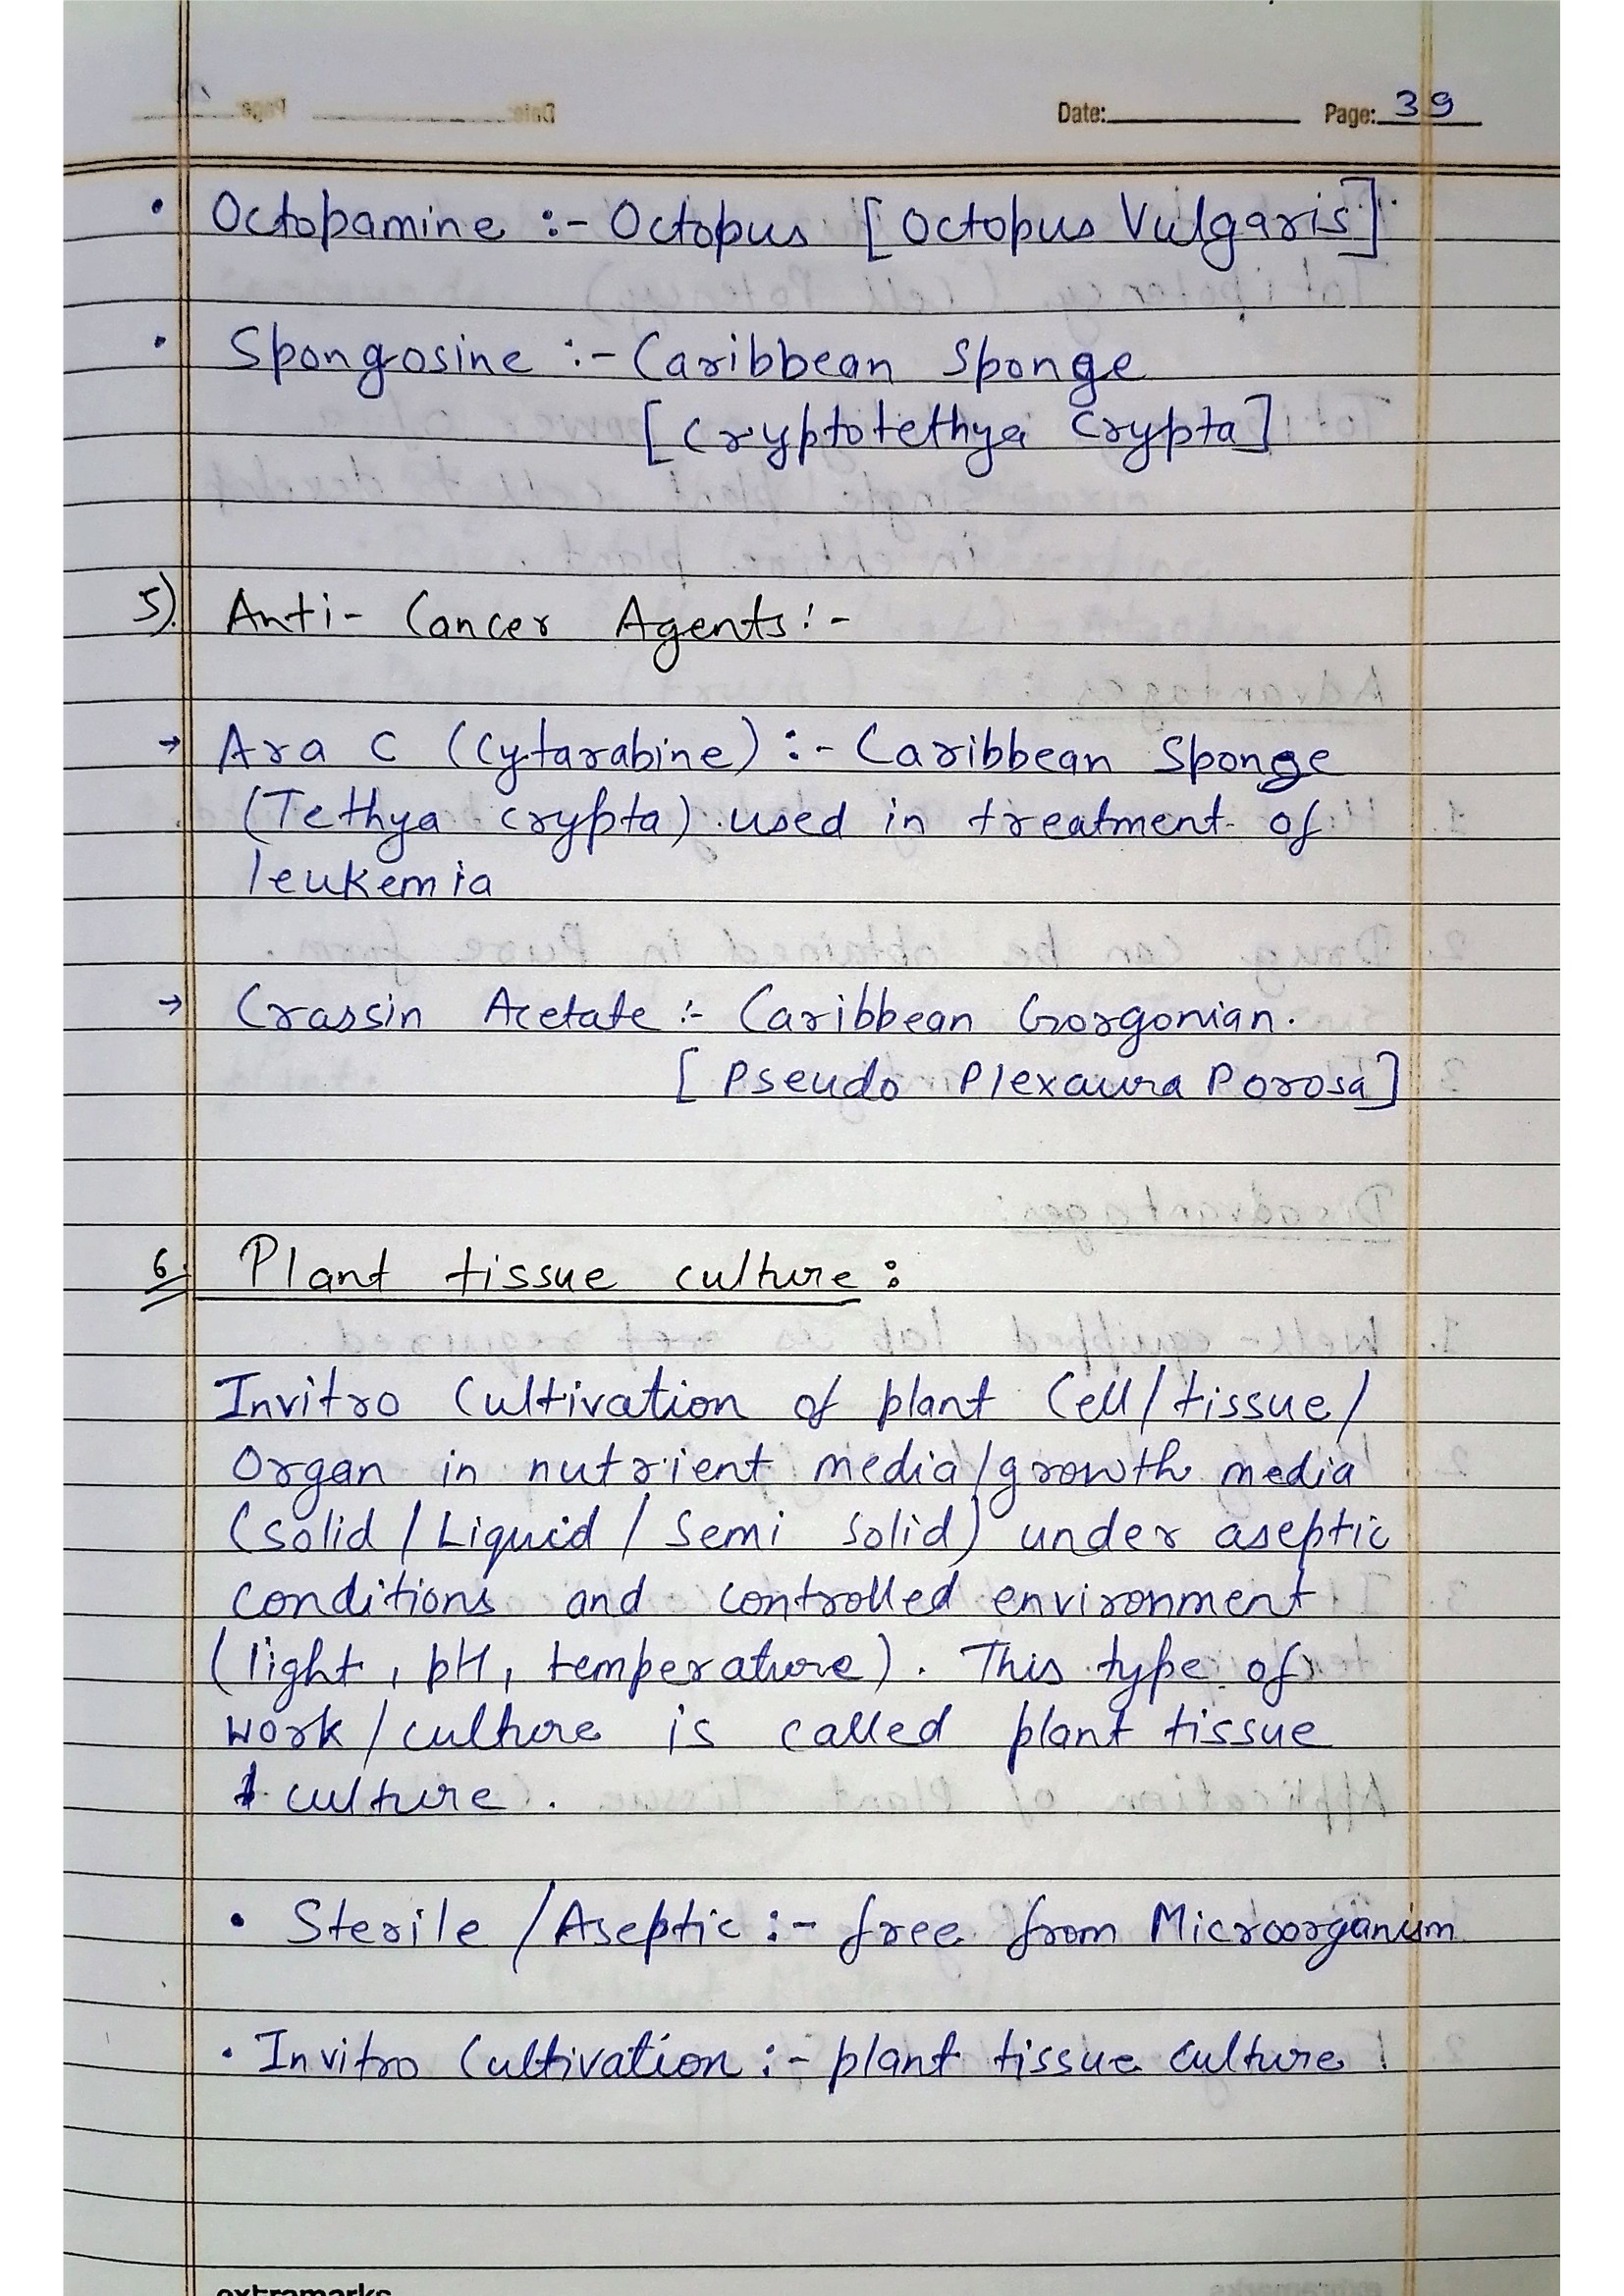 Date: Page: 39
• Octopamine :- Octopus [Octopus Vulgaris]
• Spongosine :- Caribbean Sponge
[Cryptotethya Crypta]
5). Anti- Cancer Agents:-
→ Ara C (Cytarabine) :- Caribbean Sponge
(Tethya crypta) used in treatment of
leukemia
→ Crassin Acetate :- Caribbean Gorgonian.
[Pseudo Plexaura Porosa]
6. Plant tissue culture :
Invitro Cultivation of plant Cell/tissue/
Organ in nutrient media/growth media
(Solid / Liquid / Semi Solid) under aseptic
conditions and controlled environment
(light, pH, temperature). This type of
work/culture is called plant tissue
culture.
• Sterile /Aseptic :- free from Microorganism
• Invitro Cultivation :- plant tissue culture.
extramarks